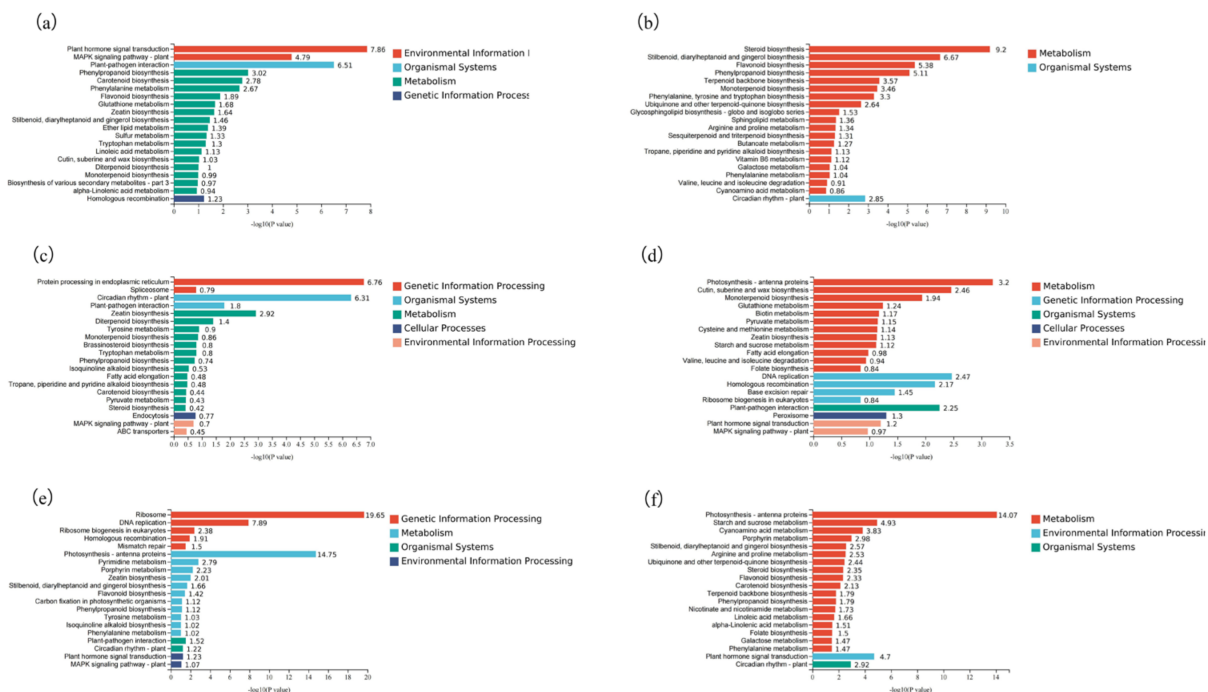 (a)
Plant hormone signal transduction 7.86
MAPK signaling pathway - plant 4.79
Plant-pathogen interaction 6.51
Phenylpropanoid biosynthesis 3.02
Carotenoid biosynthesis 2.78
Phenylalanine metabolism 2.67
Flavonoid biosynthesis 1.89
Glutathione metabolism 1.68
Zeatin biosynthesis 1.64
Stilbenoid, diarylheptanoid and gingerol biosynthesis 1.46
Ether lipid metabolism 1.39
Sulfur metabolism 1.33
Tryptophan metabolism 1.3
Linoleic acid metabolism 1.13
Cutin, suberine and wax biosynthesis 1.03
Diterpenoid biosynthesis 1
Monoterpenoid biosynthesis 0.99
Biosynthesis of various secondary metabolites - part 3 0.97
alpha-Linolenic acid metabolism 0.94
Homologous recombination 1.23
0 1 2 3 4 5 6 7 8
-log10(P value)
Environmental Information I
Organismal Systems
Metabolism
Genetic Information Process
(b)
Steroid biosynthesis 9.2
Stilbenoid, diarylheptanoid and gingerol biosynthesis 6.67
Flavonoid biosynthesis 5.38
Phenylpropanoid biosynthesis 5.11
Terpenoid backbone biosynthesis 3.57
Monoterpenoid biosynthesis 3.46
Phenylalanine, tyrosine and tryptophan biosynthesis 3.3
Ubiquinone and other terpenoid-quinone biosynthesis 2.64
Glycosphingolipid biosynthesis - globo and isoglobo series 1.53
Sphingolipid metabolism 1.36
Arginine and proline metabolism 1.34
Sesquiterpenoid and triterpenoid biosynthesis 1.31
Butanoate metabolism 1.27
Tropane, piperidine and pyridine alkaloid biosynthesis 1.13
Vitamin B6 metabolism 1.12
Galactose metabolism 1.04
Phenylalanine metabolism 1.04
Valine, leucine and isoleucine degradation 0.91
Cyanoamino acid metabolism 0.86
Circadian rhythm - plant 2.85
0 1 2 3 4 5 6 7 8 9 10
-log10(P value)
Metabolism
Organismal Systems
(c)
Protein processing in endoplasmic reticulum 6.76
Spliceosome 0.79
Circadian rhythm - plant 6.31
Plant-pathogen interaction 1.8
Zeatin biosynthesis 2.92
Diterpenoid biosynthesis 1.4
Tyrosine metabolism 0.9
Monoterpenoid biosynthesis 0.86
Brassinosteroid biosynthesis 0.8
Tryptophan metabolism 0.8
Phenylpropanoid biosynthesis 0.74
Isoquinoline alkaloid biosynthesis 0.53
Fatty acid elongation 0.48
Tropane, piperidine and pyridine alkaloid biosynthesis 0.48
Carotenoid biosynthesis 0.44
Pyruvate metabolism 0.43
Steroid biosynthesis 0.42
Endocytosis 0.77
MAPK signaling pathway - plant 0.7
ABC transporters 0.45
0.0 0.5 1.0 1.5 2.0 2.5 3.0 3.5 4.0 4.5 5.0 5.5 6.0 6.5 7.0
-log10(P value)
Genetic Information Processing
Organismal Systems
Metabolism
Cellular Processes
Environmental Information Processing
(d)
Photosynthesis - antenna proteins 3.2
Cutin, suberine and wax biosynthesis 2.46
Monoterpenoid biosynthesis 1.94
Glutathione metabolism 1.24
Biotin metabolism 1.17
Pyruvate metabolism 1.15
Cysteine and methionine metabolism 1.14
Zeatin biosynthesis 1.13
Starch and sucrose metabolism 1.12
Fatty acid elongation 0.98
Valine, leucine and isoleucine degradation 0.94
Folate biosynthesis 0.84
DNA replication 2.47
Homologous recombination 2.17
Base excision repair 1.45
Ribosome biogenesis in eukaryotes 0.84
Plant-pathogen interaction 2.25
Peroxisome 1.3
Plant hormone signal transduction 1.2
MAPK signaling pathway - plant 0.97
0.0 0.5 1.0 1.5 2.0 2.5 3.0 3.5
-log10(P value)
Metabolism
Genetic Information Processing
Organismal Systems
Cellular Processes
Environmental Information Processin
(e)
Ribosome 19.65
DNA replication 7.89
Ribosome biogenesis in eukaryotes 2.38
Homologous recombination 1.91
Mismatch repair 1.5
Photosynthesis - antenna proteins 14.75
Pyrimidine metabolism 2.79
Porphyrin metabolism 2.23
Zeatin biosynthesis 2.01
Stilbenoid, diarylheptanoid and gingerol biosynthesis 1.66
Flavonoid biosynthesis 1.42
Carbon fixation in photosynthetic organisms 1.12
Phenylpropanoid biosynthesis 1.12
Tyrosine metabolism 1.03
Isoquinoline alkaloid biosynthesis 1.02
Phenylalanine metabolism 1.02
Plant-pathogen interaction 1.52
Circadian rhythm - plant 1.22
Plant hormone signal transduction 1.23
MAPK signaling pathway - plant 1.07
0 2 4 6 8 10 12 14 16 18 20
-log10(P value)
Genetic Information Processing
Metabolism
Organismal Systems
Environmental Information Processing
(f)
Photosynthesis - antenna proteins 14.07
Starch and sucrose metabolism 4.93
Cyanoamino acid metabolism 3.83
Porphyrin metabolism 2.98
Stilbenoid, diarylheptanoid and gingerol biosynthesis 2.57
Arginine and proline metabolism 2.53
Ubiquinone and other terpenoid-quinone biosynthesis 2.44
Steroid biosynthesis 2.35
Flavonoid biosynthesis 2.33
Carotenoid biosynthesis 2.13
Terpenoid backbone biosynthesis 1.79
Phenylpropanoid biosynthesis 1.79
Nicotinate and nicotinamide metabolism 1.73
Linoleic acid metabolism 1.66
alpha-Linolenic acid metabolism 1.51
Folate biosynthesis 1.5
Galactose metabolism 1.47
Phenylalanine metabolism 1.47
Plant hormone signal transduction 4.7
Circadian rhythm - plant 2.92
0 2 4 6 8 10 12 14
-log10(P value)
Metabolism
Environmental Information Processin
Organismal Systems